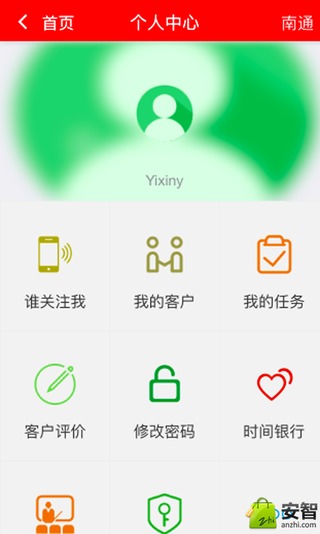 首页 个人中心 南通
Yixiny
谁关注我 我的客户 我的任务
客户评价 修改密码 时间银行
安智
anzhi.com
zhi